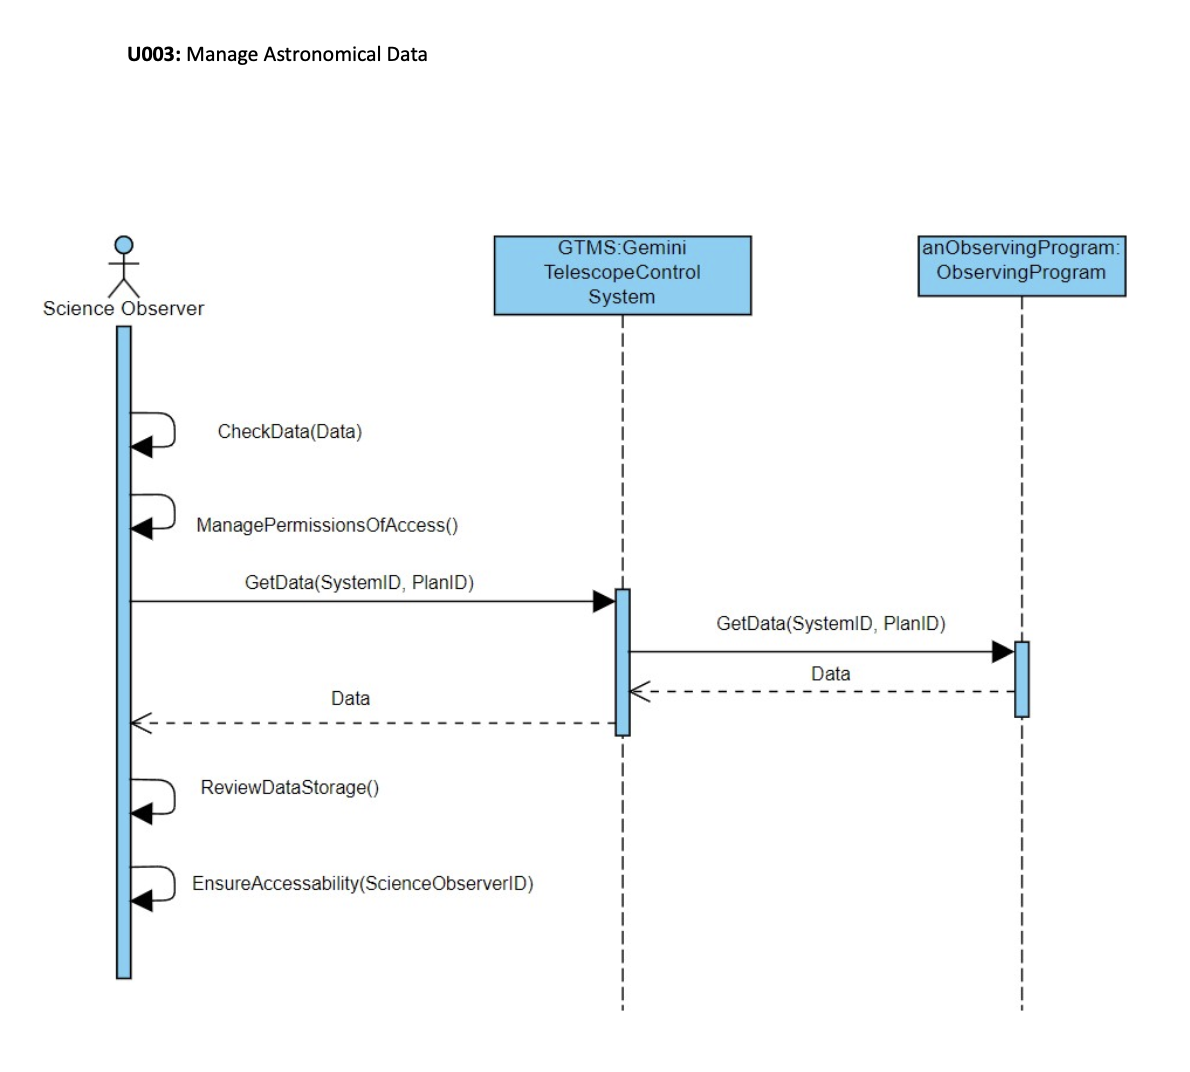 U003: Manage Astronomical Data
Science Observer
GTMS:Gemini
TelescopeControl
System
anObservingProgram:
ObservingProgram
CheckData(Data)
ManagePermissionsOfAccess()
GetData(SystemID, PlanID)
GetData(SystemID, PlanID)
Data
Data
ReviewDataStorage()
EnsureAccessability(ScienceObserverID)